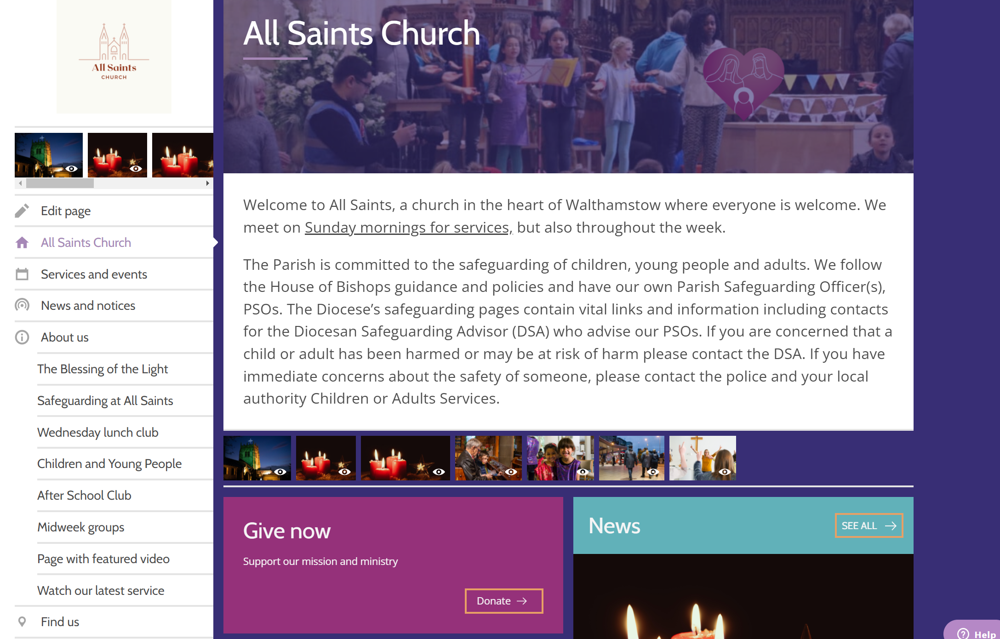 All Saints
CHURCH
Edit page
All Saints Church
Services and events
News and notices
About us
The Blessing of the Light
Safeguarding at All Saints
Wednesday lunch club
Children and Young People
After School Club
Midweek groups
Page with featured video
Watch our latest service
Find us
All Saints Church
Welcome to All Saints, a church in the heart of Walthamstow where everyone is welcome. We
meet on Sunday mornings for services, but also throughout the week.
The Parish is committed to the safeguarding of children, young people and adults. We follow
the House of Bishops guidance and policies and have our own Parish Safeguarding Officer(s),
PSOs. The Diocese’s safeguarding pages contain vital links and information including contacts
for the Diocesan Safeguarding Advisor (DSA) who advise our PSOs. If you are concerned that a
child or adult has been harmed or may be at risk of harm please contact the DSA. If you have
immediate concerns about the safety of someone, please contact the police and your local
authority Children or Adults Services.
Give now
Support our mission and ministry
Donate
News
SEE ALL
Help